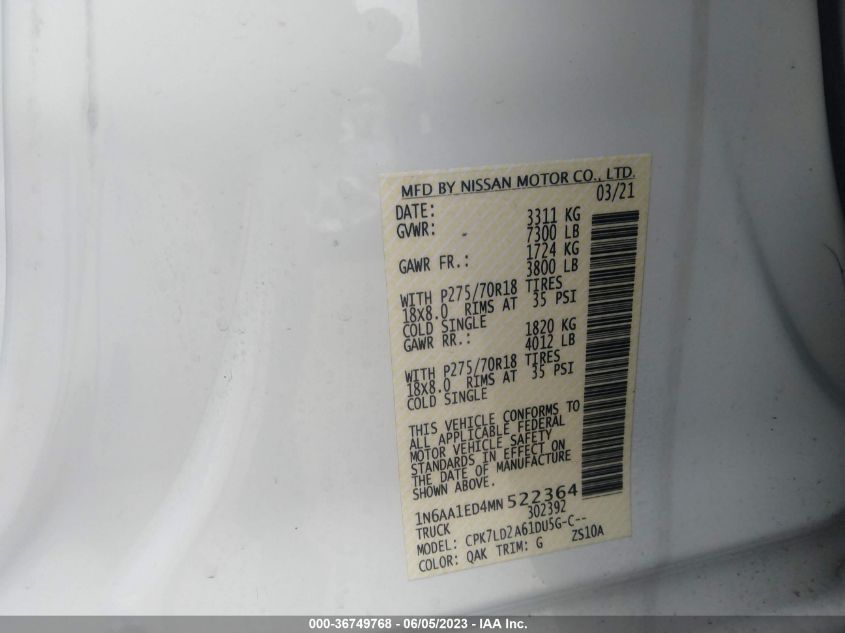 MFD BY NISSAN MOTOR CO., LTD.
DATE: 03/21
GVWR: 3311 KG
7300 LB
GAWR FR.: 1724 KG
3800 LB
WITH P275/70R18 TIRES
18X8.0 RIMS AT 35 PSI
COLD SINGLE
GAWR RR.: 1820 KG
4012 LB
WITH P275/70R18 TIRES
18X8.0 RIMS AT 35 PSI
COLD SINGLE
THIS VEHICLE CONFORMS TO
ALL APPLICABLE FEDERAL
MOTOR VEHICLE SAFETY
STANDARDS IN EFFECT ON
THE DATE OF MANUFACTURE
SHOWN ABOVE.
1N6AA1ED4MN522364
TRUCK 302392
MODEL: CPK7LD2A61DU5G-C--
COLOR: QAK TRIM: G ZS10A
000-36749768 - 06/05/2023 - IAA Inc.